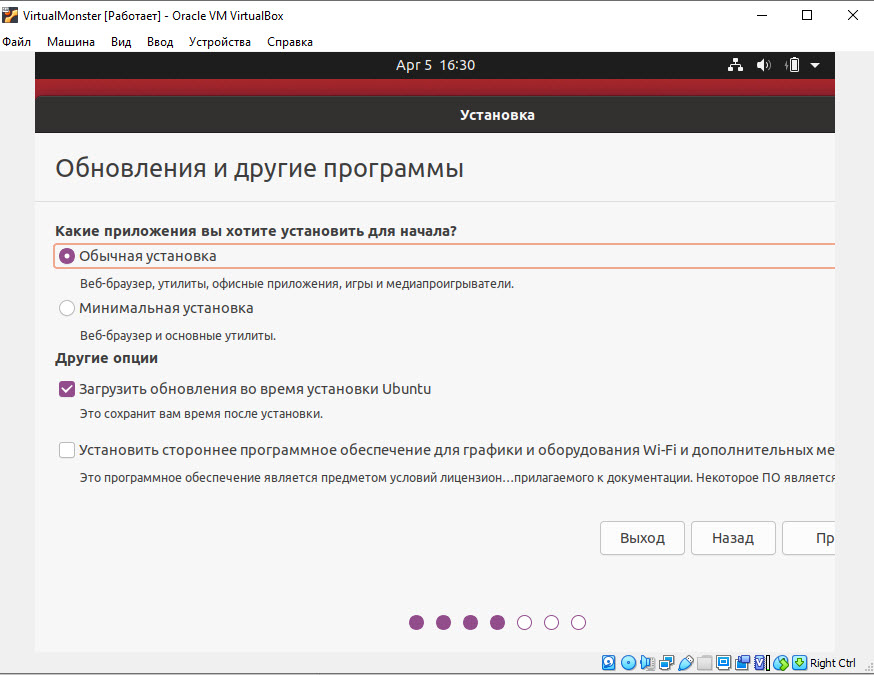 VirtualMonster [Работает] - Oracle VM VirtualBox
Файл Машина Вид Ввод Устройства Справка
Apr 5 16:30
Установка
Обновления и другие программы
Какие приложения вы хотите установить для начала?
Обычная установка
Веб-браузер, утилиты, офисные приложения, игры и медиапроигрыватели.
Минимальная установка
Веб-браузер и основные утилиты.
Другие опции
Загрузить обновления во время установки Ubuntu
Это сохранит вам время после установки.
Установить стороннее программное обеспечение для графики и оборудования Wi-Fi и дополнительных ме
Это программное обеспечение является предметом условий лицензион…прилагаемого к документации. Некоторое ПО является
Выход Назад Пр
Right Ctrl